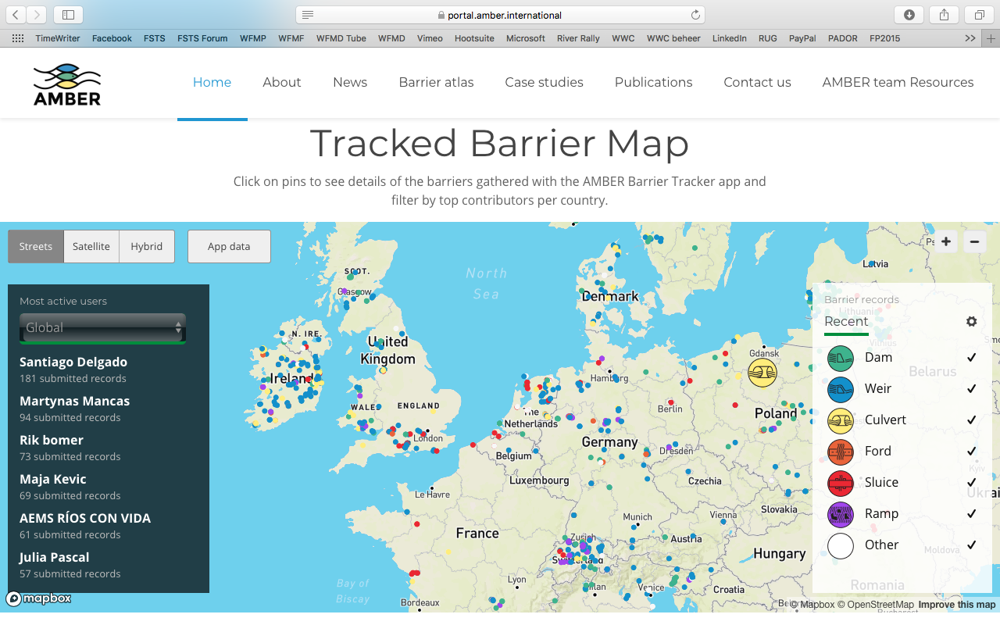 portal.amber.international
TimeWriter Facebook FSTS FSTS Forum WFMP WFMF WFMD Tube WFMD Vimeo Hootsuite Microsoft River Rally WWC WWC beheer LinkedIn RUG PayPal PADOR FP2015 >>
AMBER
Home About News Barrier atlas Case studies Publications Contact us AMBER team Resources
Tracked Barrier Map
Click on pins to see details of the barriers gathered with the AMBER Barrier Tracker app and
filter by top contributors per country.
Streets Satellite Hybrid App data
Most active users
Global
Santiago Delgado
181 submitted records
Martynas Mancas
94 submitted records
Rik bomer
73 submitted records
Maja Kevic
69 submitted records
AEMS RÍOS CON VIDA
61 submitted records
Julia Pascal
57 submitted records
mapbox
North
Sea
SCOT.
Glasgow
N. IRE.
United
Kingdom
Ireland
WALES
ENGLAND
London
Denmark
Hamburg
The
Netherlands
Berlin
Gdansk
Poland
Belgium
Germany
Dresden
Luxembourg
Czechia
Le Havre
Slovakia
Munich
Vienna
France
Zurich
Austria
Switzerland
Hungary
Lyon
Milan
Venice
Croatia
Bay of
Biscay
Bordeaux
Latvia
Lithuania
Vilnius
Belarus
Kyiv
Ukrai
Moldova
Romania
+ −
Barrier records
Recent
Dam
Weir
Culvert
Ford
Sluice
Ramp
Other
© Mapbox © OpenStreetMap Improve this map